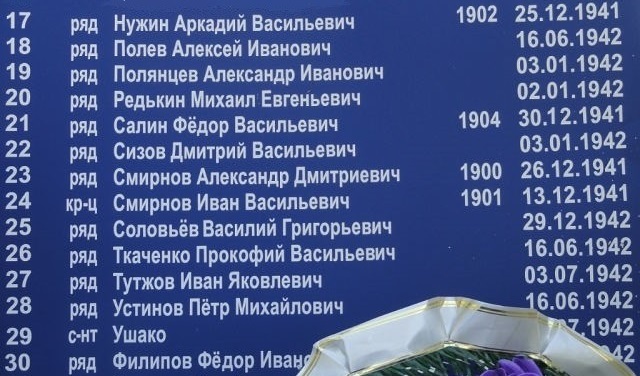 17 ряд Нужин Аркадий Васильевич 1902 25.12.1941
18 ряд Полев Алексей Иванович 16.06.1942
19 ряд Полянцев Александр Иванович 03.01.1942
20 ряд Редькин Михаил Евгеньевич 02.01.1942
21 ряд Салин Фёдор Васильевич 1904 30.12.1941
22 ряд Сизов Дмитрий Васильевич 03.01.1942
23 ряд Смирнов Александр Дмитриевич 1900 26.12.1941
24 кр-ц Смирнов Иван Васильевич 1901 13.12.1941
25 ряд Соловьёв Василий Григорьевич 29.12.1942
26 ряд Ткаченко Прокофий Васильевич 16.06.1942
27 ряд Тутжов Иван Яковлевич 03.07.1942
28 ряд Устинов Пётр Михайлович 16.06.1942
29 с-нт Ушако 07.1942
30 ряд Филипов Фёдор 1942